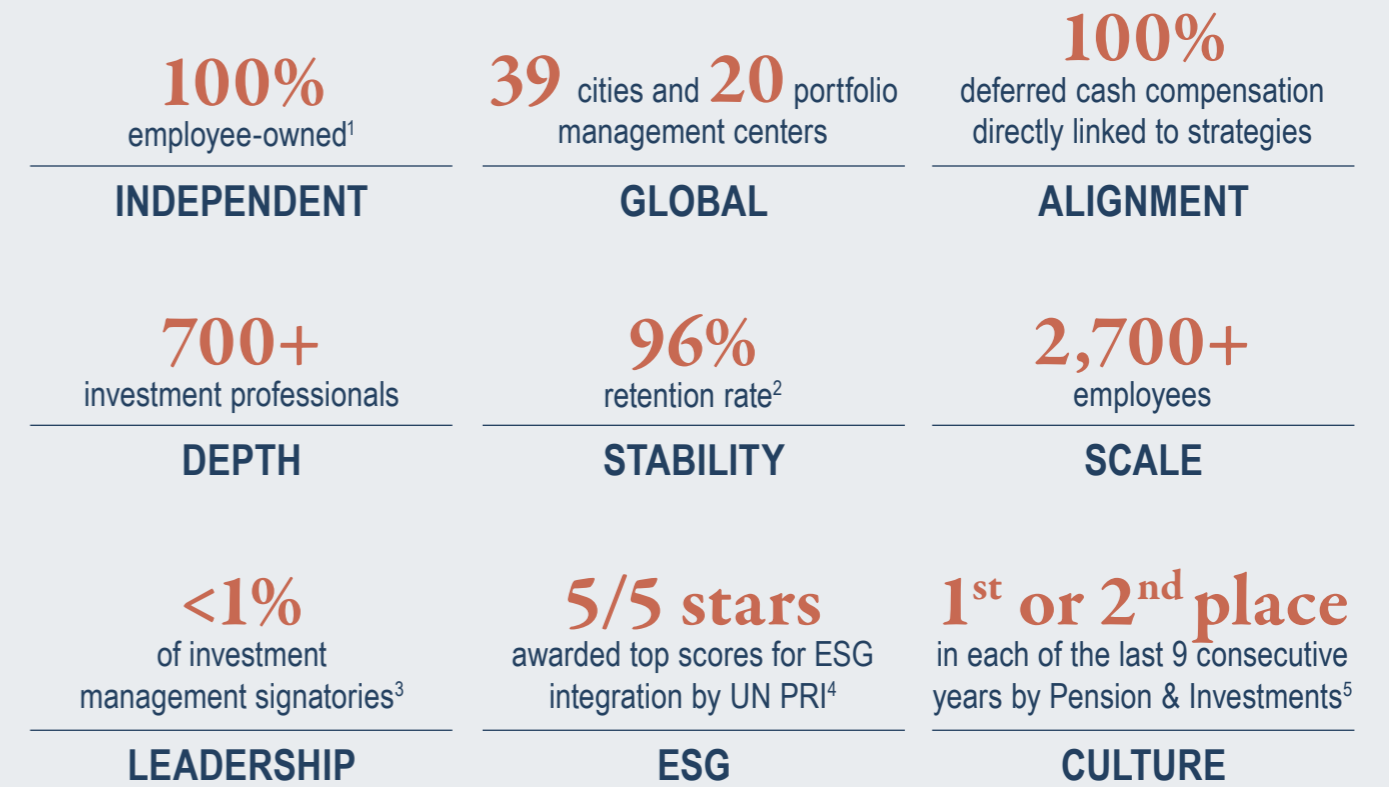 100%
employee-owned1
INDEPENDENT
39 cities and 20 portfolio
management centers
GLOBAL
100%
deferred cash compensation
directly linked to strategies
ALIGNMENT
700+
investment professionals
DEPTH
96%
retention rate2
STABILITY
2,700+
employees
SCALE
<1%
of investment
management signatories3
LEADERSHIP
5/5 stars
awarded top scores for ESG
integration by UN PRI4
ESG
1st or 2nd place
in each of the last 9 consecutive
years by Pension & Investments5
CULTURE